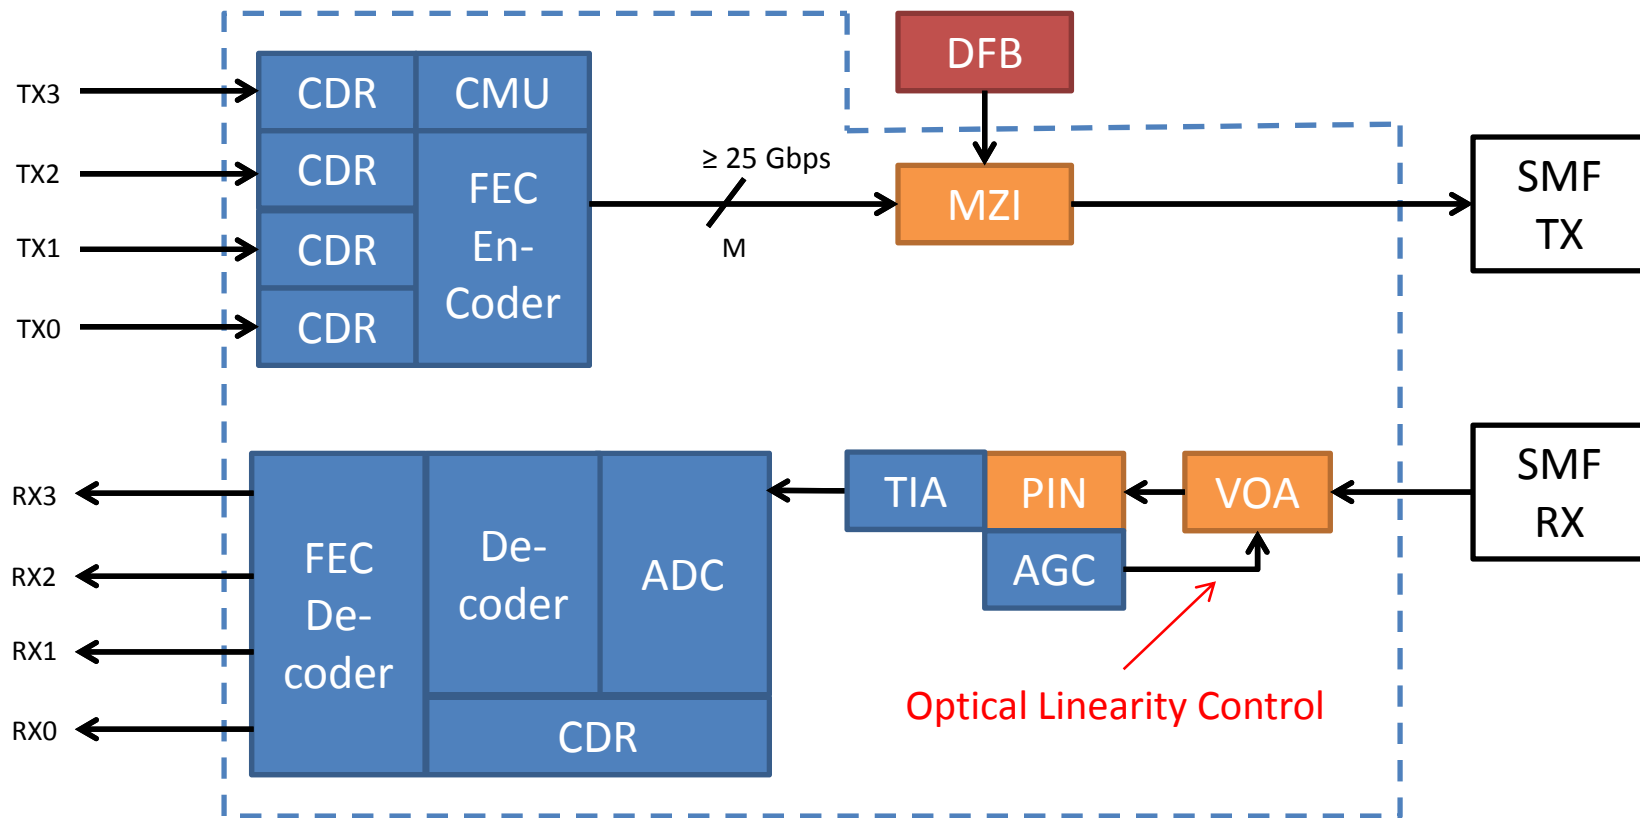 DFB
TX3
CDR
CMU
TX2
CDR
FEC
En-
Coder
≥ 25 Gbps
M
MZI
SMF
TX
TX1
CDR
TX0
CDR
RX3
RX2
RX1
RX0
FEC
De-
coder
De-
coder
ADC
CDR
TIA
PIN
AGC
VOA
SMF
RX
Optical Linearity Control